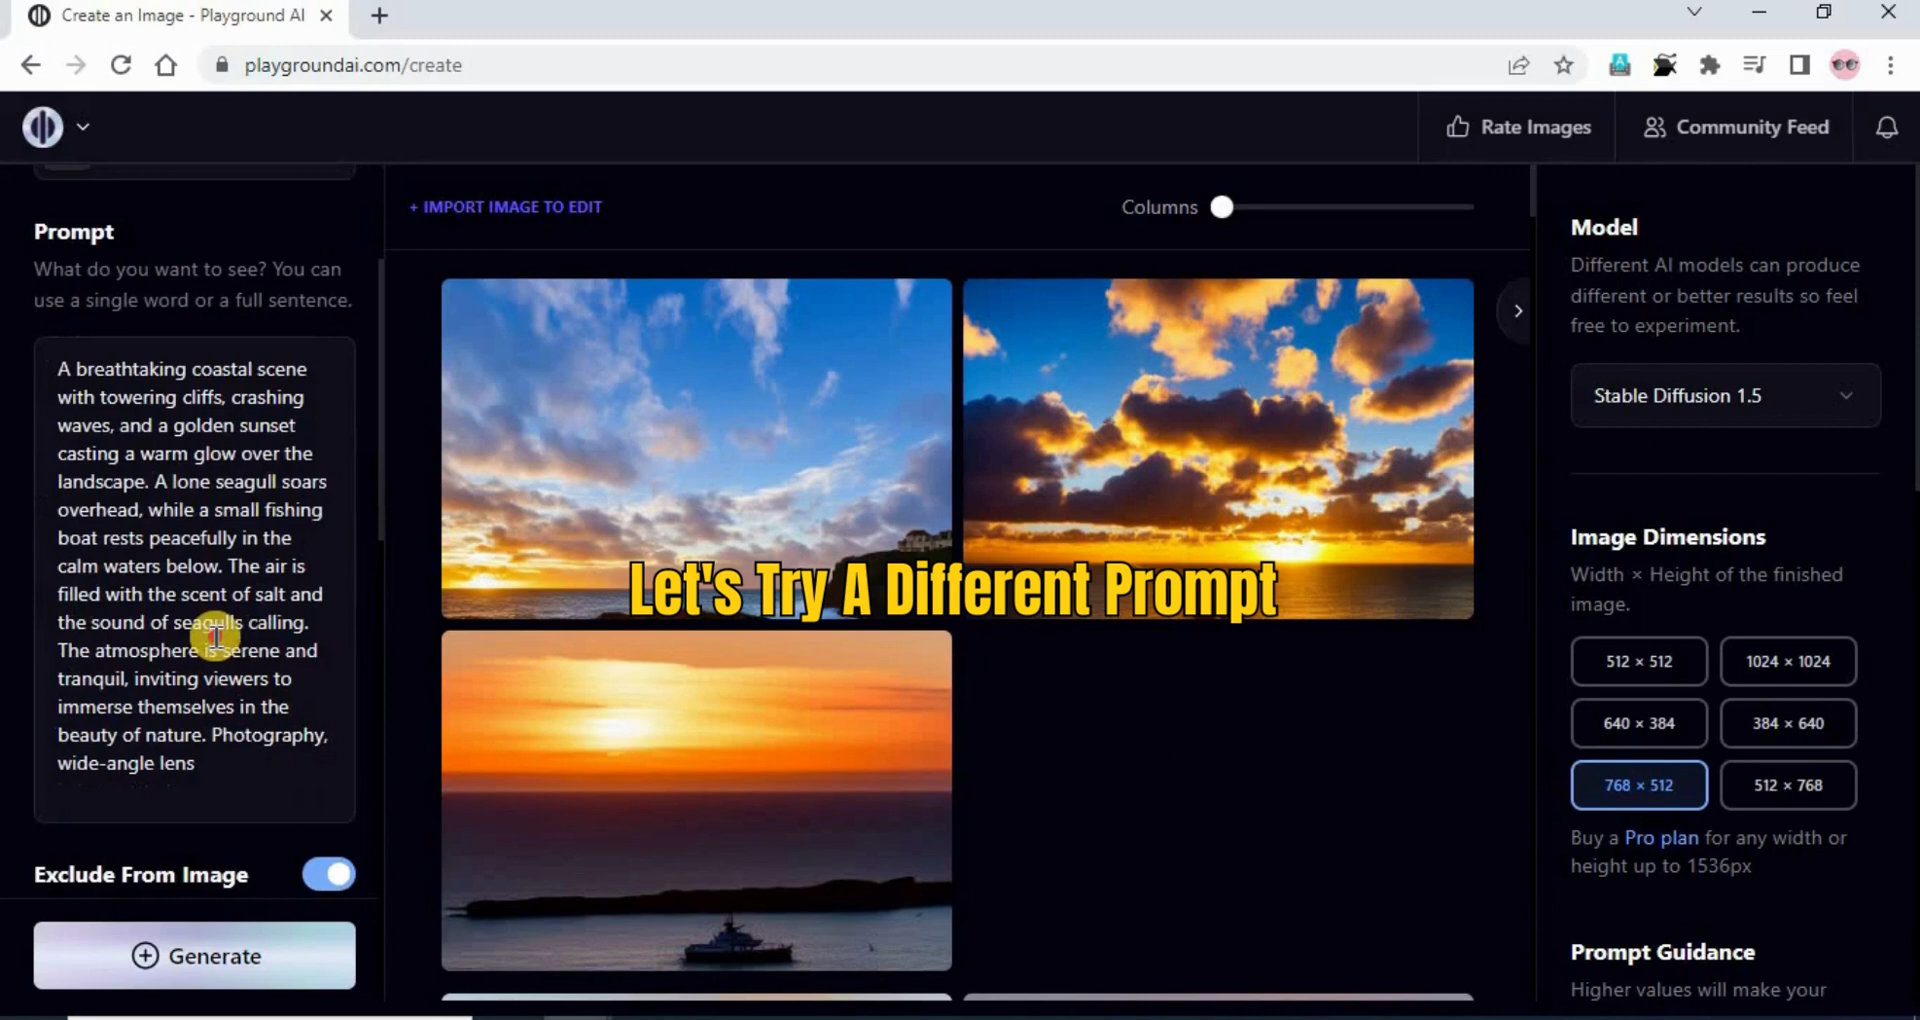 Create an Image - Playground AI
playgroundai.com/create
Rate Images
Community Feed
Prompt
What do you want to see? You can
use a single word or a full sentence.
A breathtaking coastal scene
with towering cliffs, crashing
waves, and a golden sunset
casting a warm glow over the
landscape. A lone seagull soars
overhead, while a small fishing
boat rests peacefully in the
calm waters below. The air is
filled with the scent of salt and
the sound of seagulls calling.
The atmosphere is serene and
tranquil, inviting viewers to
immerse themselves in the
beauty of nature. Photography,
wide-angle lens
Exclude From Image
Generate
+ IMPORT IMAGE TO EDIT
Columns
Let's Try A Different Prompt
Model
Different AI models can produce
different or better results so feel
free to experiment.
Stable Diffusion 1.5
Image Dimensions
Width × Height of the finished
image.
512 × 512
1024 × 1024
640 × 384
384 × 640
768 × 512
512 × 768
Buy a Pro plan for any width or
height up to 1536px
Prompt Guidance
Higher values will make your